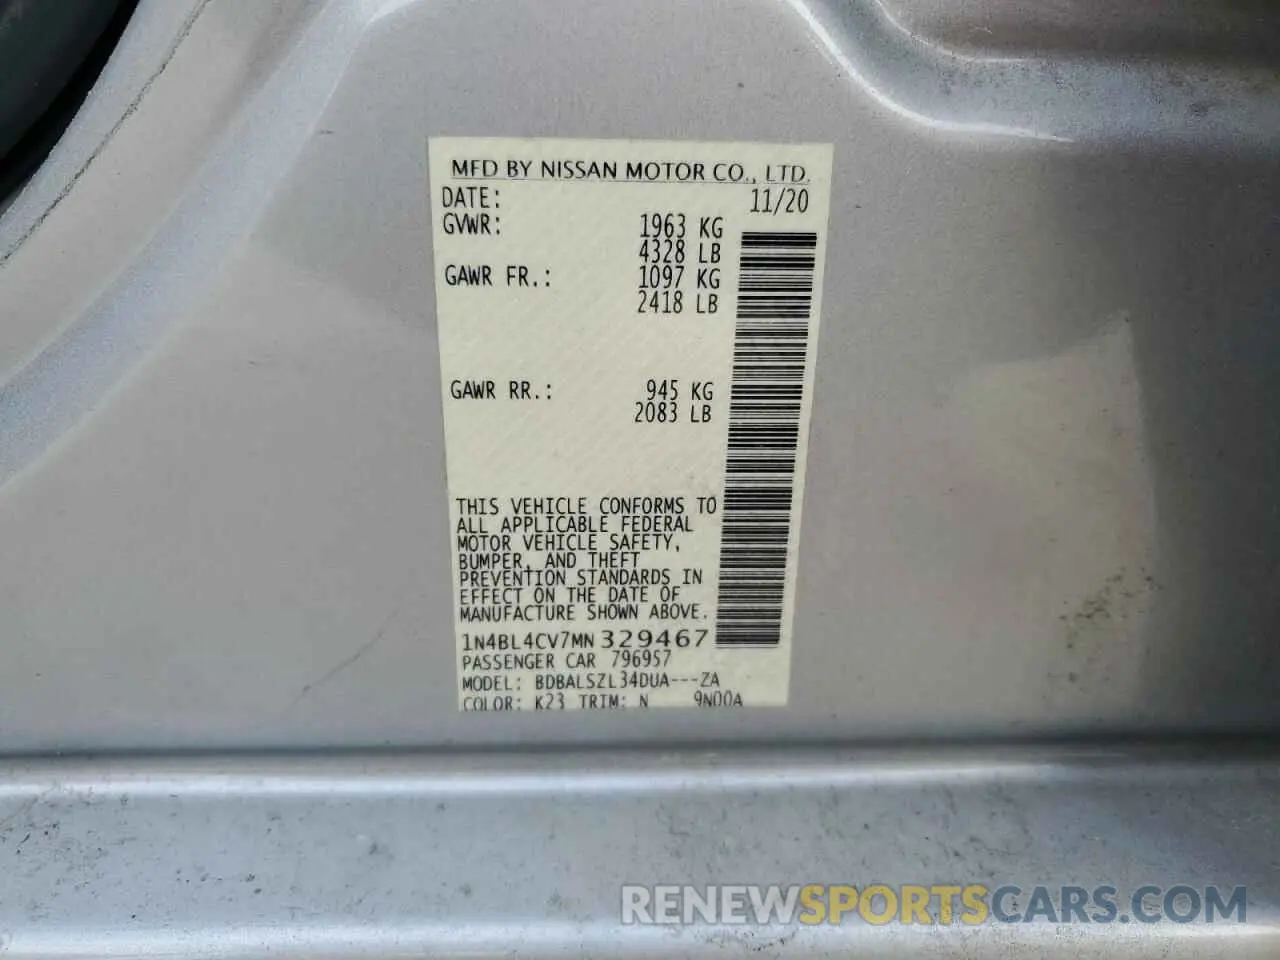 MFD BY NISSAN MOTOR CO., LTD.
DATE: 11/20
GVWR: 1963 KG
4328 LB
GAWR FR.: 1097 KG
2418 LB
GAWR RR.: 945 KG
2083 LB
THIS VEHICLE CONFORMS TO
ALL APPLICABLE FEDERAL
MOTOR VEHICLE SAFETY,
BUMPER, AND THEFT
PREVENTION STANDARDS IN
EFFECT ON THE DATE OF
MANUFACTURE SHOWN ABOVE.
1N4BL4CV7MN329467
PASSENGER CAR 796957
MODEL: BDBALSZL34DUA---ZA
COLOR: K23 TRIM: N 9N00A
RENEWSPORTSCARS.COM